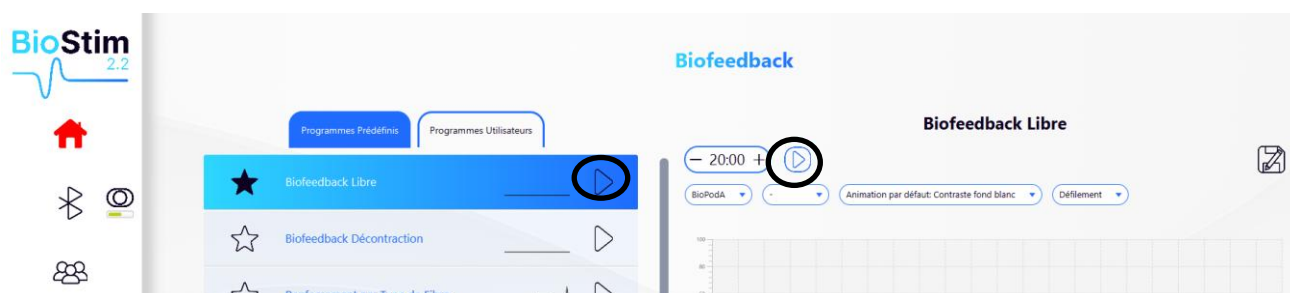 BioStim
2.2
Biofeedback
Programmes Prédéfinis
Programmes Utilisateurs
Biofeedback Libre
20:00
Biofeedback Libre
BioPodA
-
Animation par défaut: Contraste fond blanc
Défilement
Biofeedback Décontraction
100